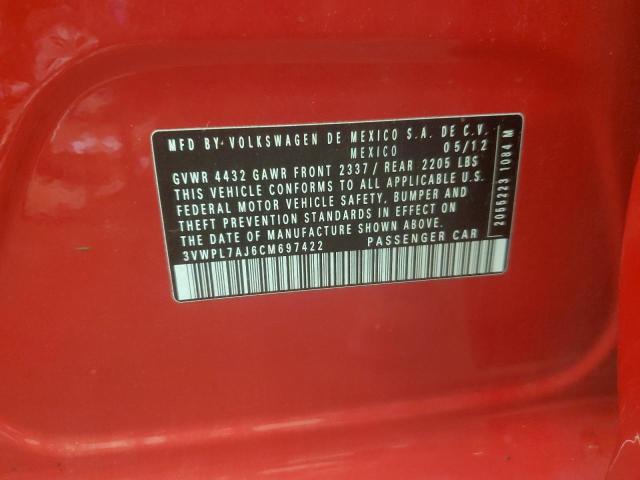 MFD BY VOLKSWAGEN DE MEXICO S.A. DE C.V.
MEXICO 05/12
GVWR 4432 GAWR FRONT 2337 / REAR 2205 LBS
THIS VEHICLE CONFORMS TO ALL APPLICABLE U.S.
FEDERAL MOTOR VEHICLE SAFETY, BUMPER AND
THEFT PREVENTION STANDARDS IN EFFECT ON
THE DATE OF MANUFACTURE SHOWN ABOVE.
3VWPL7AJ6CM697422 PASSENGER CAR
2055223 1084 M